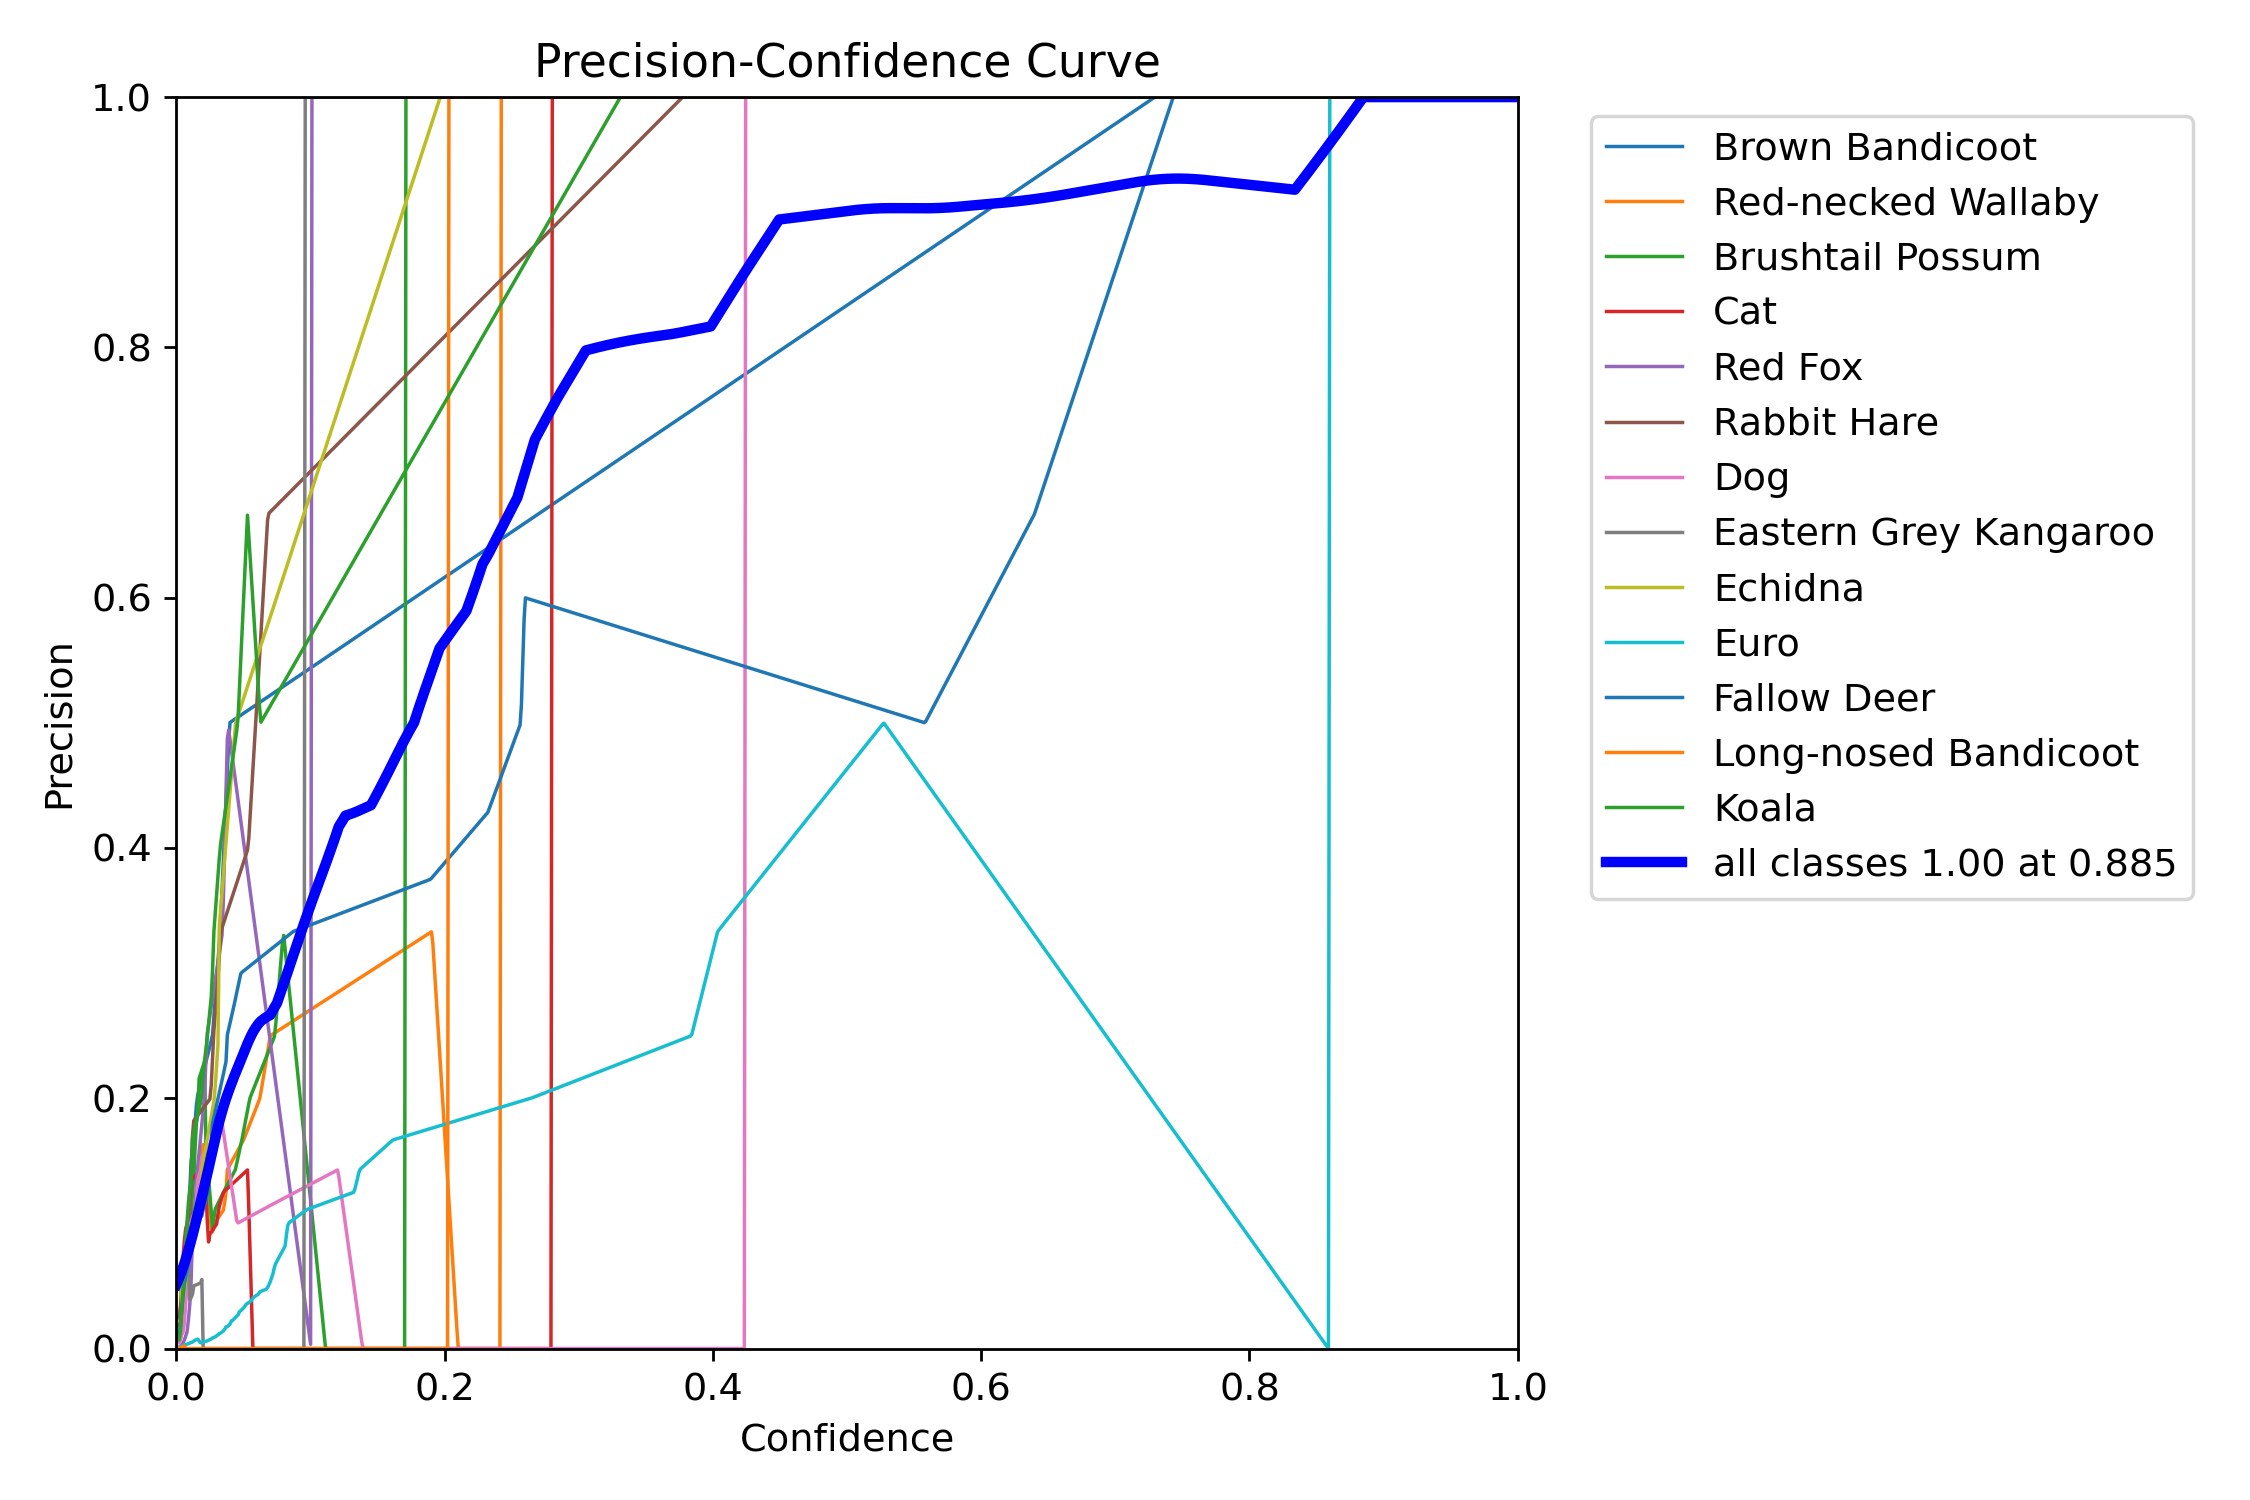 Precision-Confidence Curve
1.0
0.8
0.6
0.4
0.2
0.0
Precision
0.0 0.2 0.4 0.6 0.8 1.0
Confidence
Brown Bandicoot
Red-necked Wallaby
Brushtail Possum
Cat
Red Fox
Rabbit Hare
Dog
Eastern Grey Kangaroo
Echidna
Euro
Fallow Deer
Long-nosed Bandicoot
Koala
all classes 1.00 at 0.885